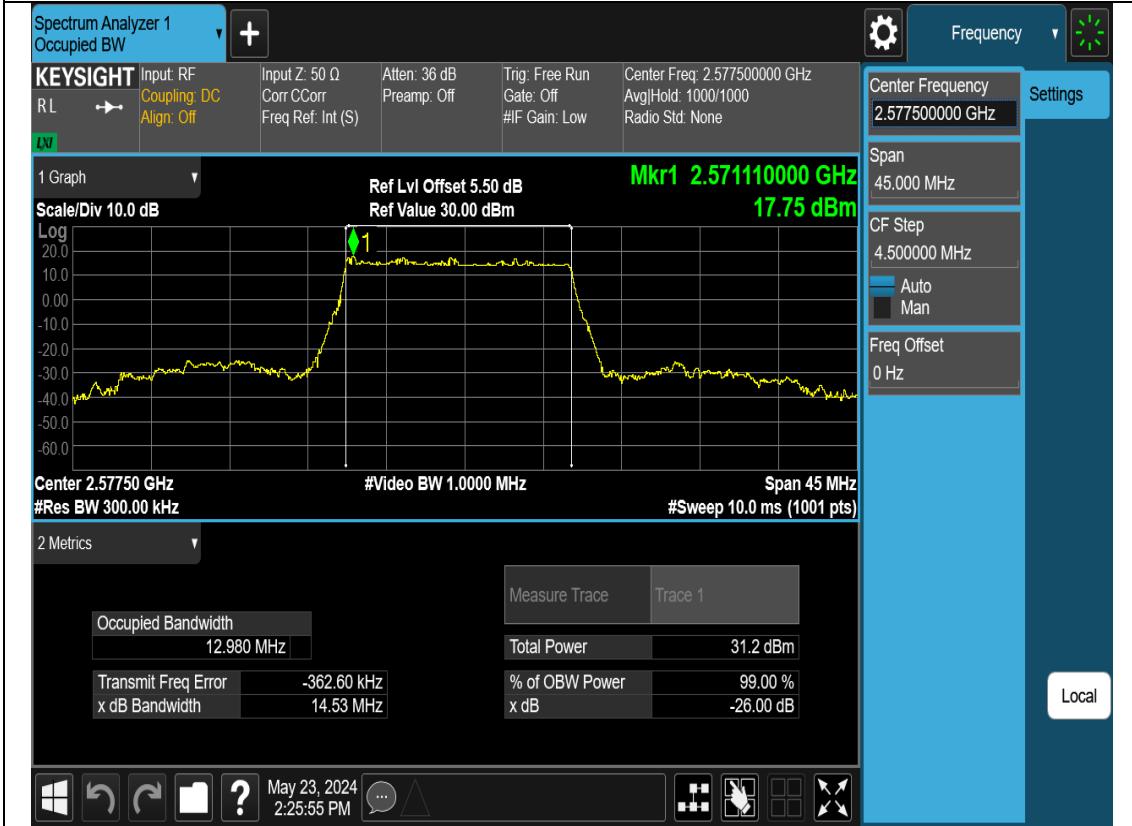 Spectrum Analyzer 1
Occupied BW
+
Frequency
KEYSIGHT
RL
LXI
Input: RF
Coupling: DC
Align: Off
Input Z: 50 Ω
Corr CCorr
Freq Ref: Int (S)
Atten: 36 dB
Preamp: Off
Trig: Free Run
Gate: Off
#IF Gain: Low
Center Freq: 2.577500000 GHz
Avg|Hold: 1000/1000
Radio Std: None
Center Frequency
2.577500000 GHz
Settings
Span
45.000 MHz
CF Step
4.500000 MHz
Auto
Man
Freq Offset
0 Hz
Local
1 Graph
Scale/Div 10.0 dB
Ref Lvl Offset 5.50 dB
Ref Value 30.00 dBm
Mkr1 2.571110000 GHz
17.75 dBm
Log
1
20.0
10.0
0.00
-10.0
-20.0
-30.0
-40.0
-50.0
-60.0
Center 2.57750 GHz
#Res BW 300.00 kHz
#Video BW 1.0000 MHz
Span 45 MHz
#Sweep 10.0 ms (1001 pts)
2 Metrics
Measure Trace Trace 1
Occupied Bandwidth
12.980 MHz
Total Power 31.2 dBm
Transmit Freq Error -362.60 kHz
% of OBW Power 99.00 %
x dB Bandwidth 14.53 MHz
x dB -26.00 dB
?
May 23, 2024
2:25:55 PM